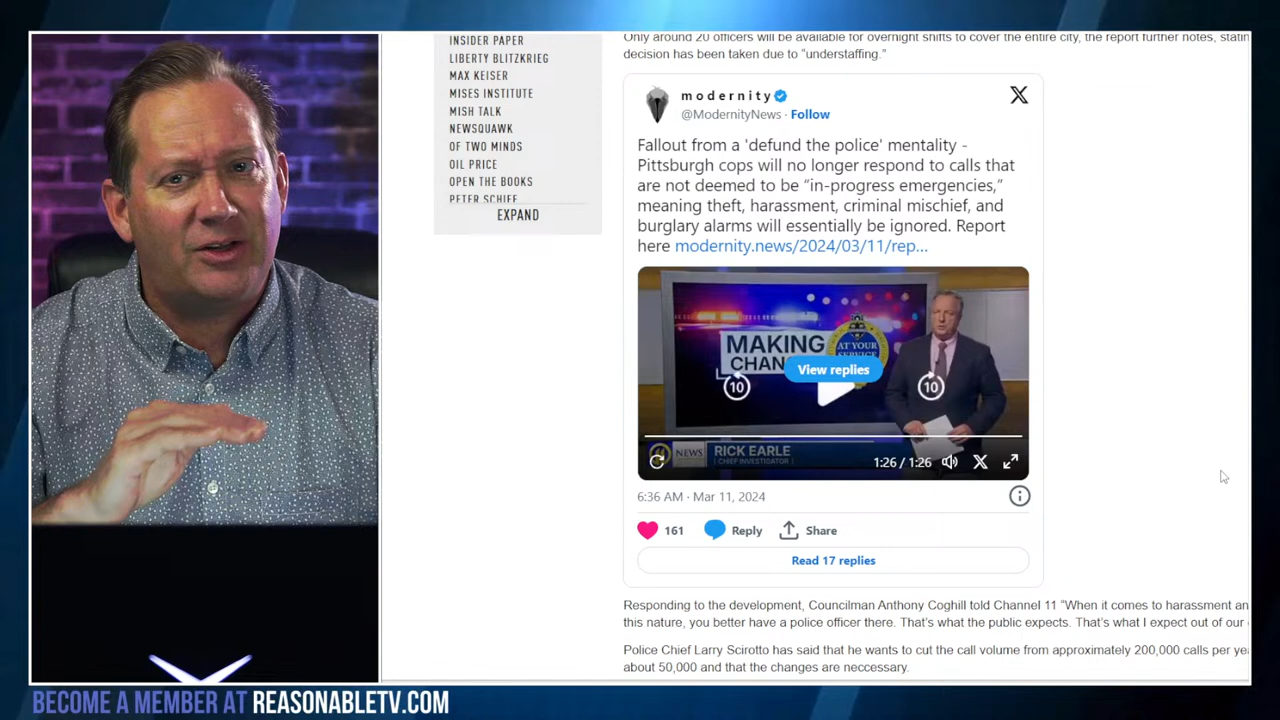 INSIDER PAPER
LIBERTY BLITZKRIEG
MAX KEISER
MISES INSTITUTE
MISH TALK
NEWSQUAWK
OF TWO MINDS
OIL PRICE
OPEN THE BOOKS
PETER SCHIFF
EXPAND
Only around 20 officers will be available for overnight shifts to cover the entire city, the report further notes,
decision has been taken due to "understaffing."
modernity
@ModernityNews · Follow
Fallout from a 'defund the police' mentality -
Pittsburgh cops will no longer respond to calls that
are not deemed to be "in-progress emergencies,"
meaning theft, harassment, criminal mischief, and
burglary alarms will essentially be ignored. Report
here modernity.news/2024/03/11/rep...
MAKING
AT YOUR
SERVICE
View replies
10
10
NEWS
RICK EARLE
CHIEF INVESTIGATOR
1:26 / 1:26
6:36 AM · Mar 11, 2024
161 Reply Share
Read 17 replies
Responding to the development, Councilman Anthony Coghill told Channel 11 "When it comes to harassment
this nature, you better have a police officer there. That's what the public expects. That's what I expect out of our
Police Chief Larry Scirotto has said that he wants to cut the call volume from approximately 200,000 calls per
about 50,000 and that the changes are neccessary.
BECOME A MEMBER AT REASONABLETV.COM